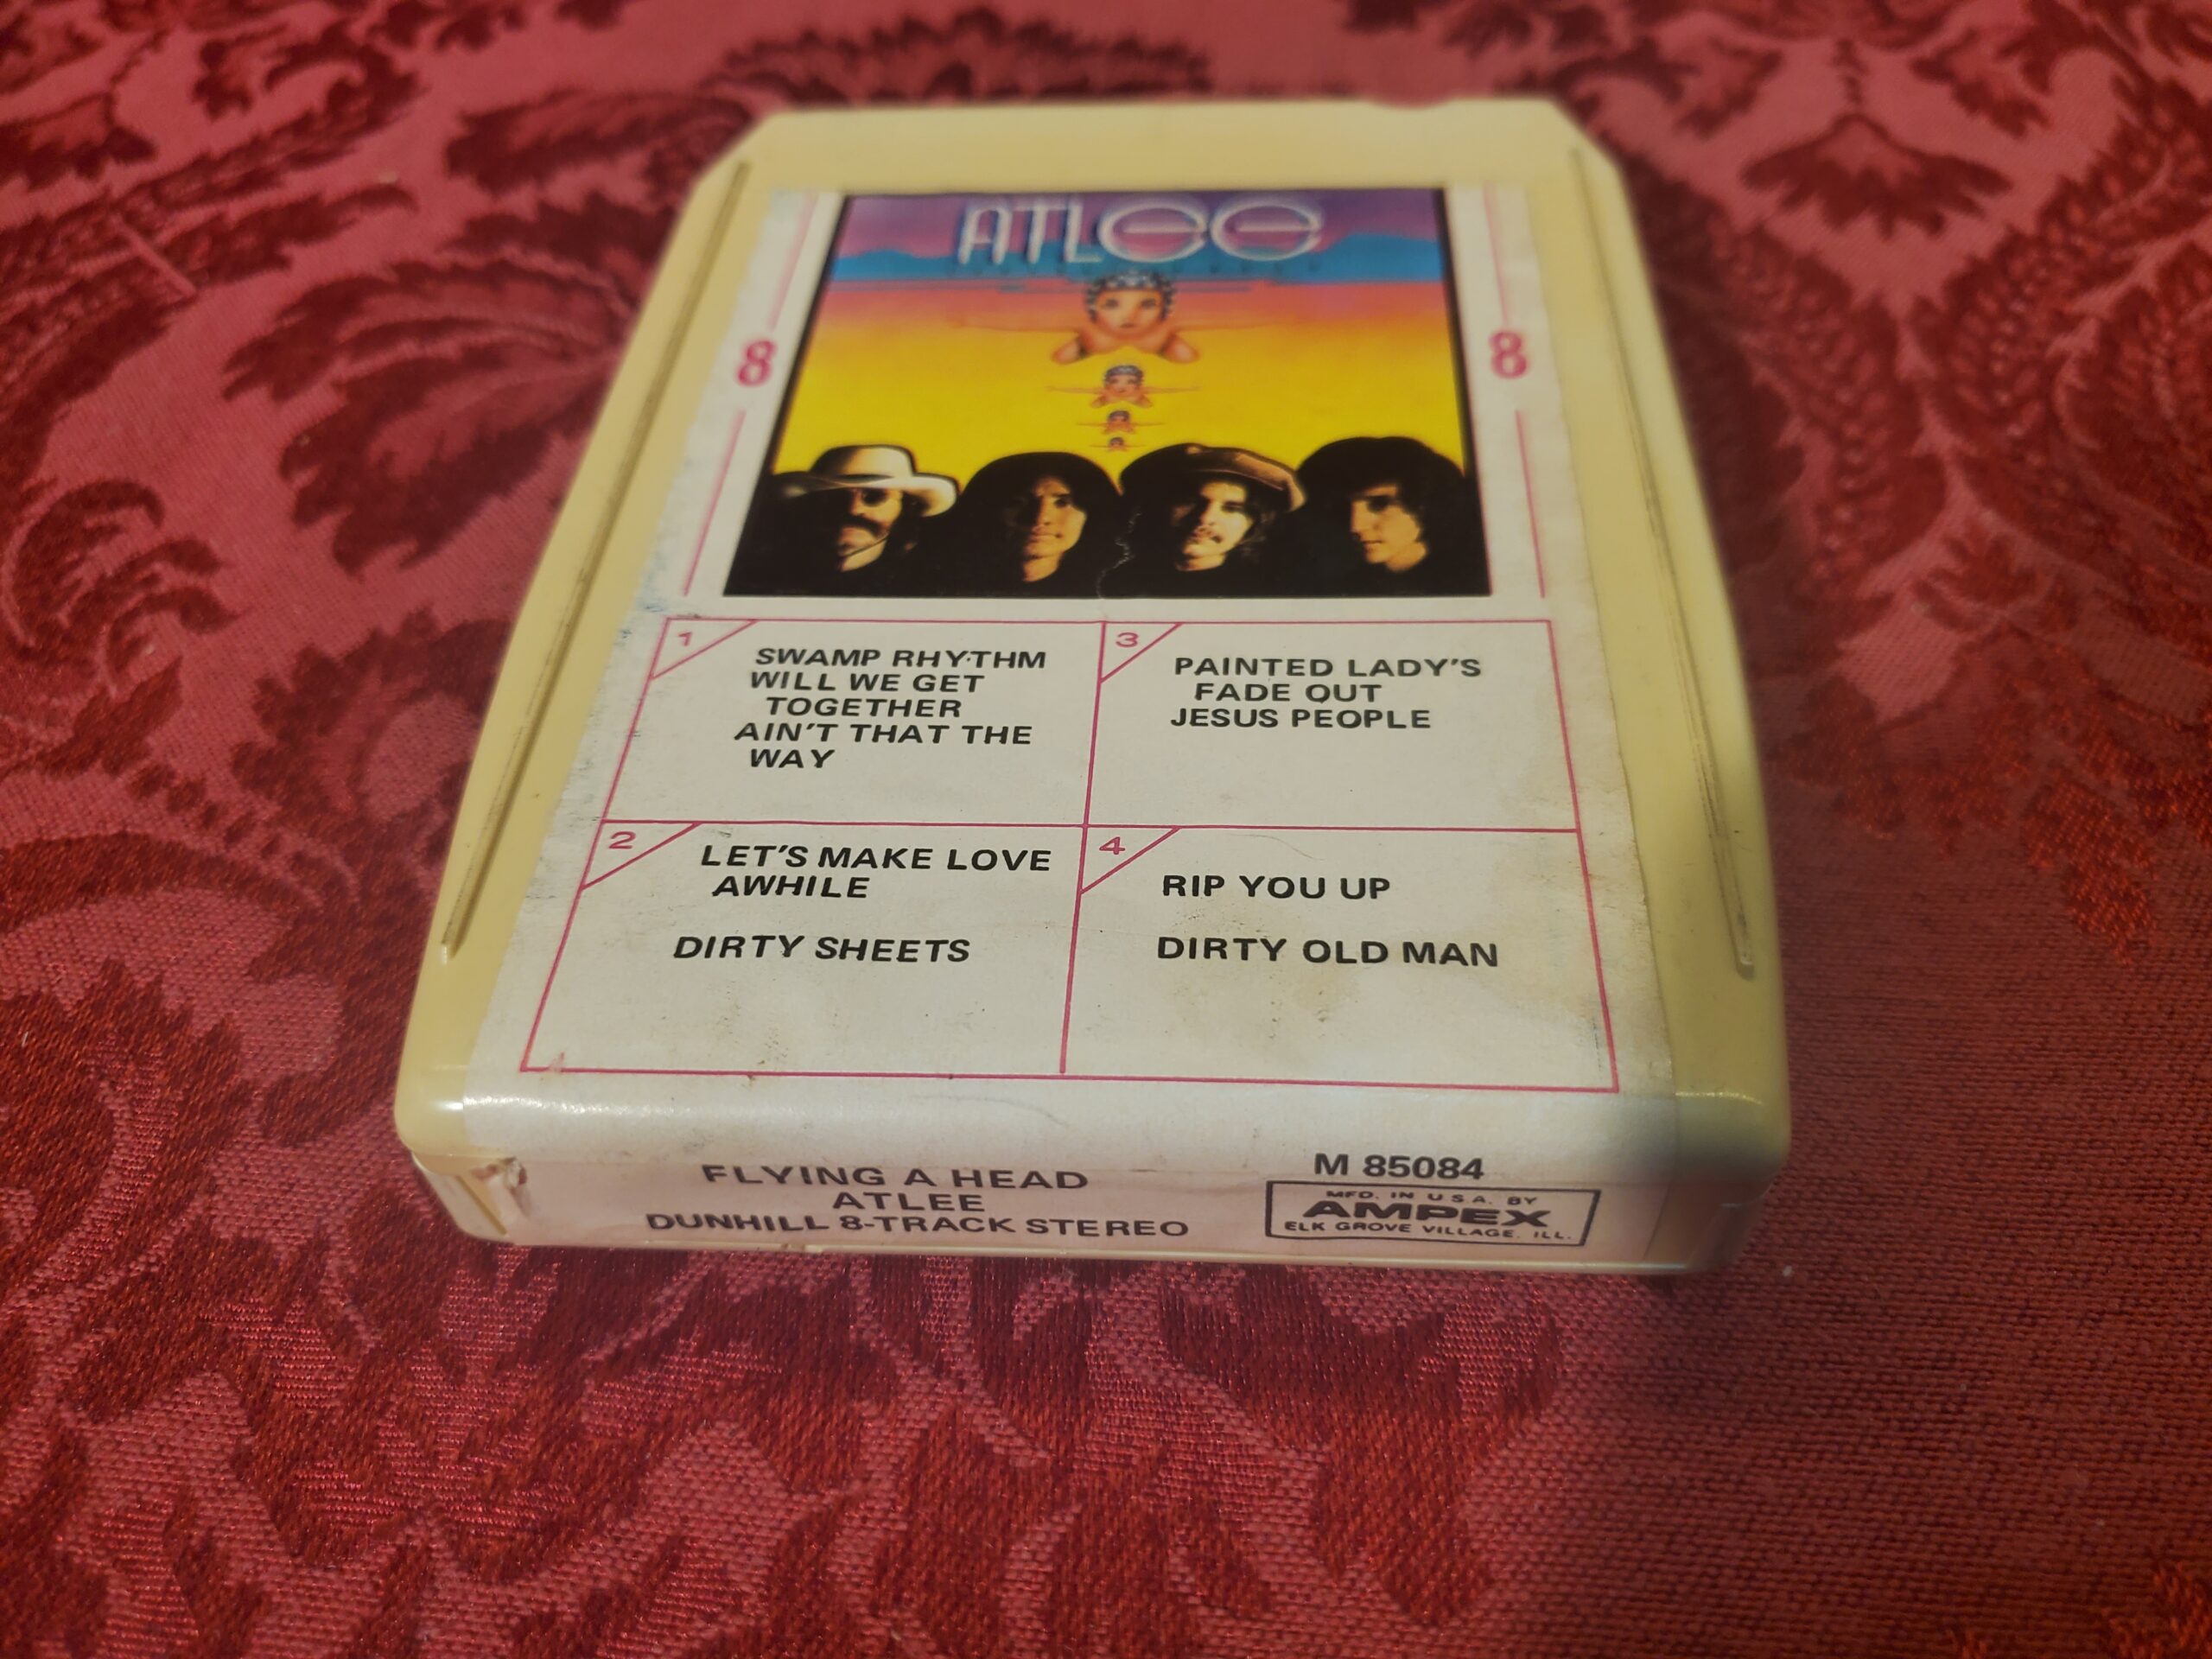 ATLEE
8
8
1
SWAMP RHYTHM
WILL WE GET
TOGETHER
AIN'T THAT THE
WAY
3
PAINTED LADY'S
FADE OUT
JESUS PEOPLE
2
LET'S MAKE LOVE
AWHILE
DIRTY SHEETS
4
RIP YOU UP
DIRTY OLD MAN
FLYING A HEAD
ATLEE
DUNHILL 8-TRACK STEREO
M 85084
MFD. IN U.S.A. BY
AMPEX
ELK GROVE VILLAGE, ILL.